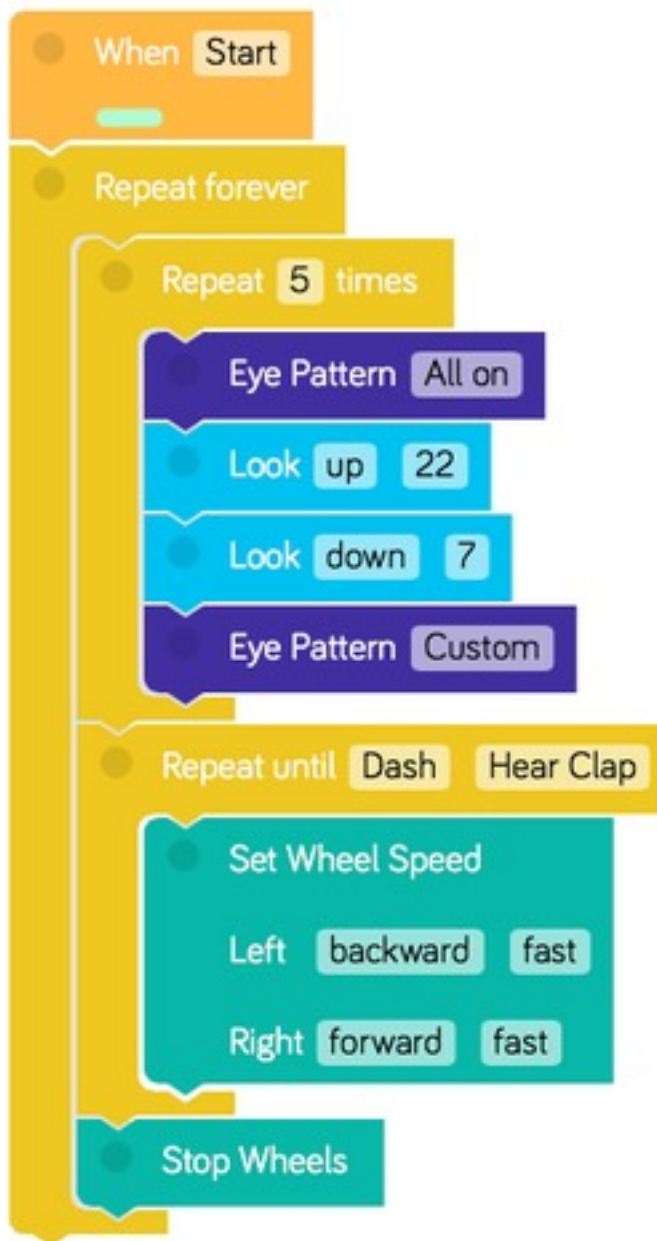 When Start
Repeat forever
Repeat 5 times
Eye Pattern All on
Look up 22
Look down 7
Eye Pattern Custom
Repeat until Dash Hear Clap
Set Wheel Speed
Left backward fast
Right forward fast
Stop Wheels